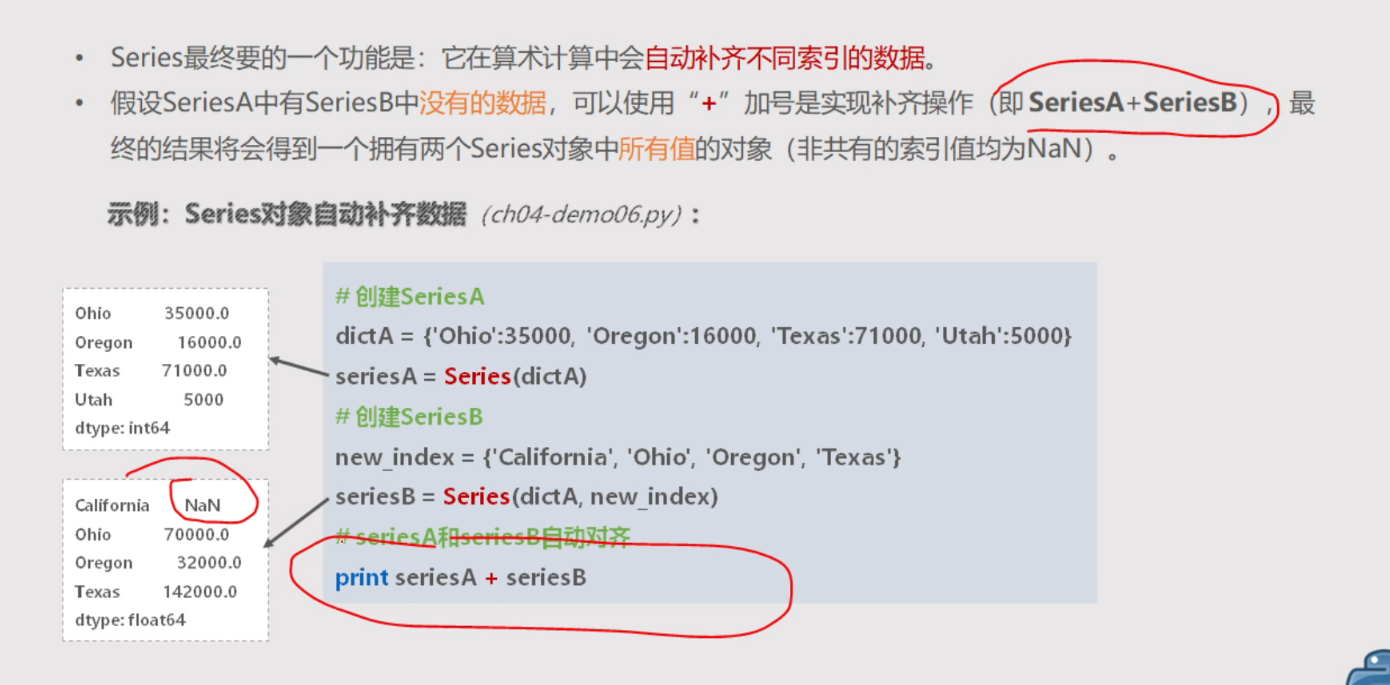 • Series最终要的一个功能是：它在算术计算中会自动补齐不同索引的数据。
• 假设SeriesA中有SeriesB中没有的数据，可以使用“+”加号是实现补齐操作（即 SeriesA+SeriesB），最
终的结果将会得到一个拥有两个Series对象中所有值的对象（非共有的索引值均为NaN）。
示例：Series对象自动补齐数据（ch04-demo06.py）：
Ohio 35000.0
Oregon 16000.0
Texas 71000.0
Utah 5000
dtype: int64
California NaN
Ohio 70000.0
Oregon 32000.0
Texas 142000.0
dtype: float64
# 创建SeriesA
dictA = {'Ohio':35000, 'Oregon':16000, 'Texas':71000, 'Utah':5000}
seriesA = Series(dictA)
# 创建SeriesB
new_index = {'California', 'Ohio', 'Oregon', 'Texas'}
seriesB = Series(dictA, new_index)
# seriesA和seriesB自动对齐
print seriesA + seriesB